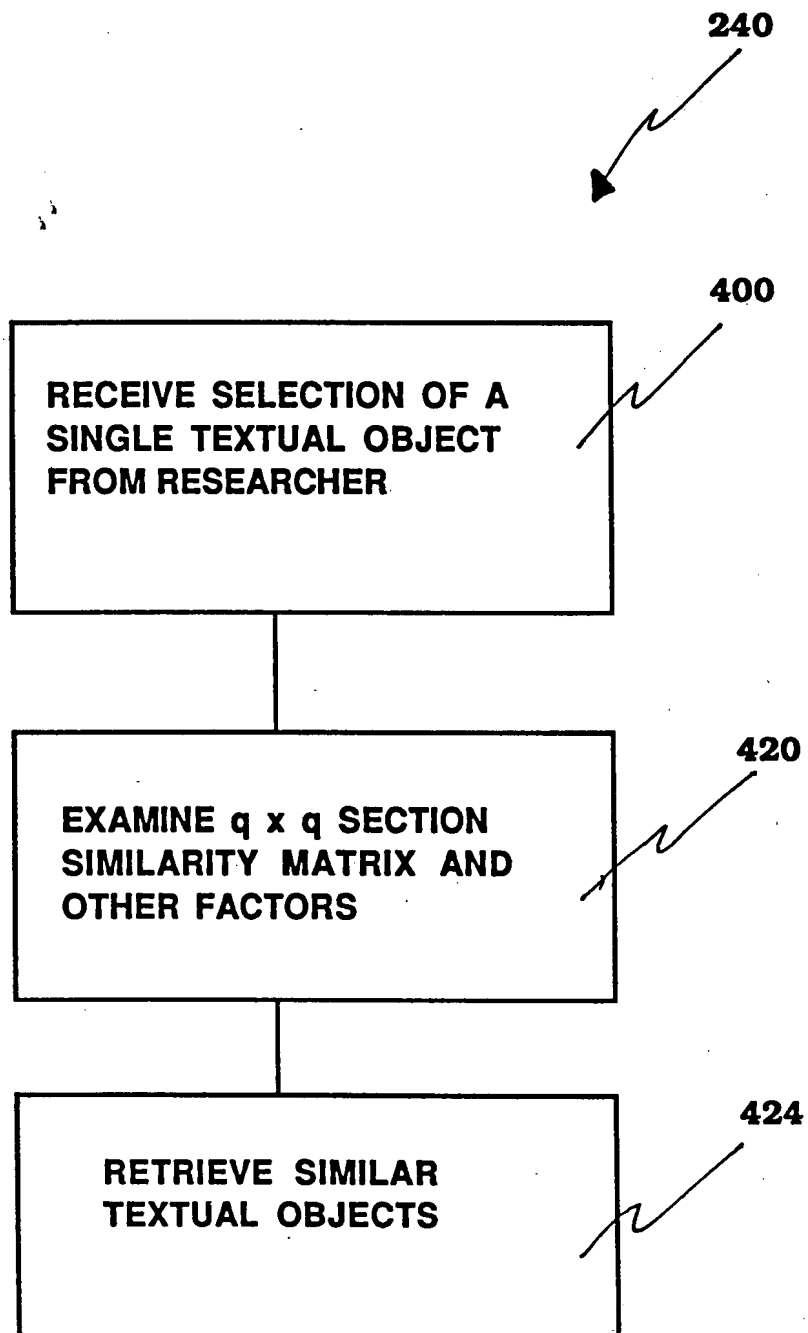 240
400
RECEIVE SELECTION OF A
SINGLE TEXTUAL OBJECT
FROM RESEARCHER
420
EXAMINE q x q SECTION
SIMILARITY MATRIX AND
OTHER FACTORS
424
RETRIEVE SIMILAR
TEXTUAL OBJECTS